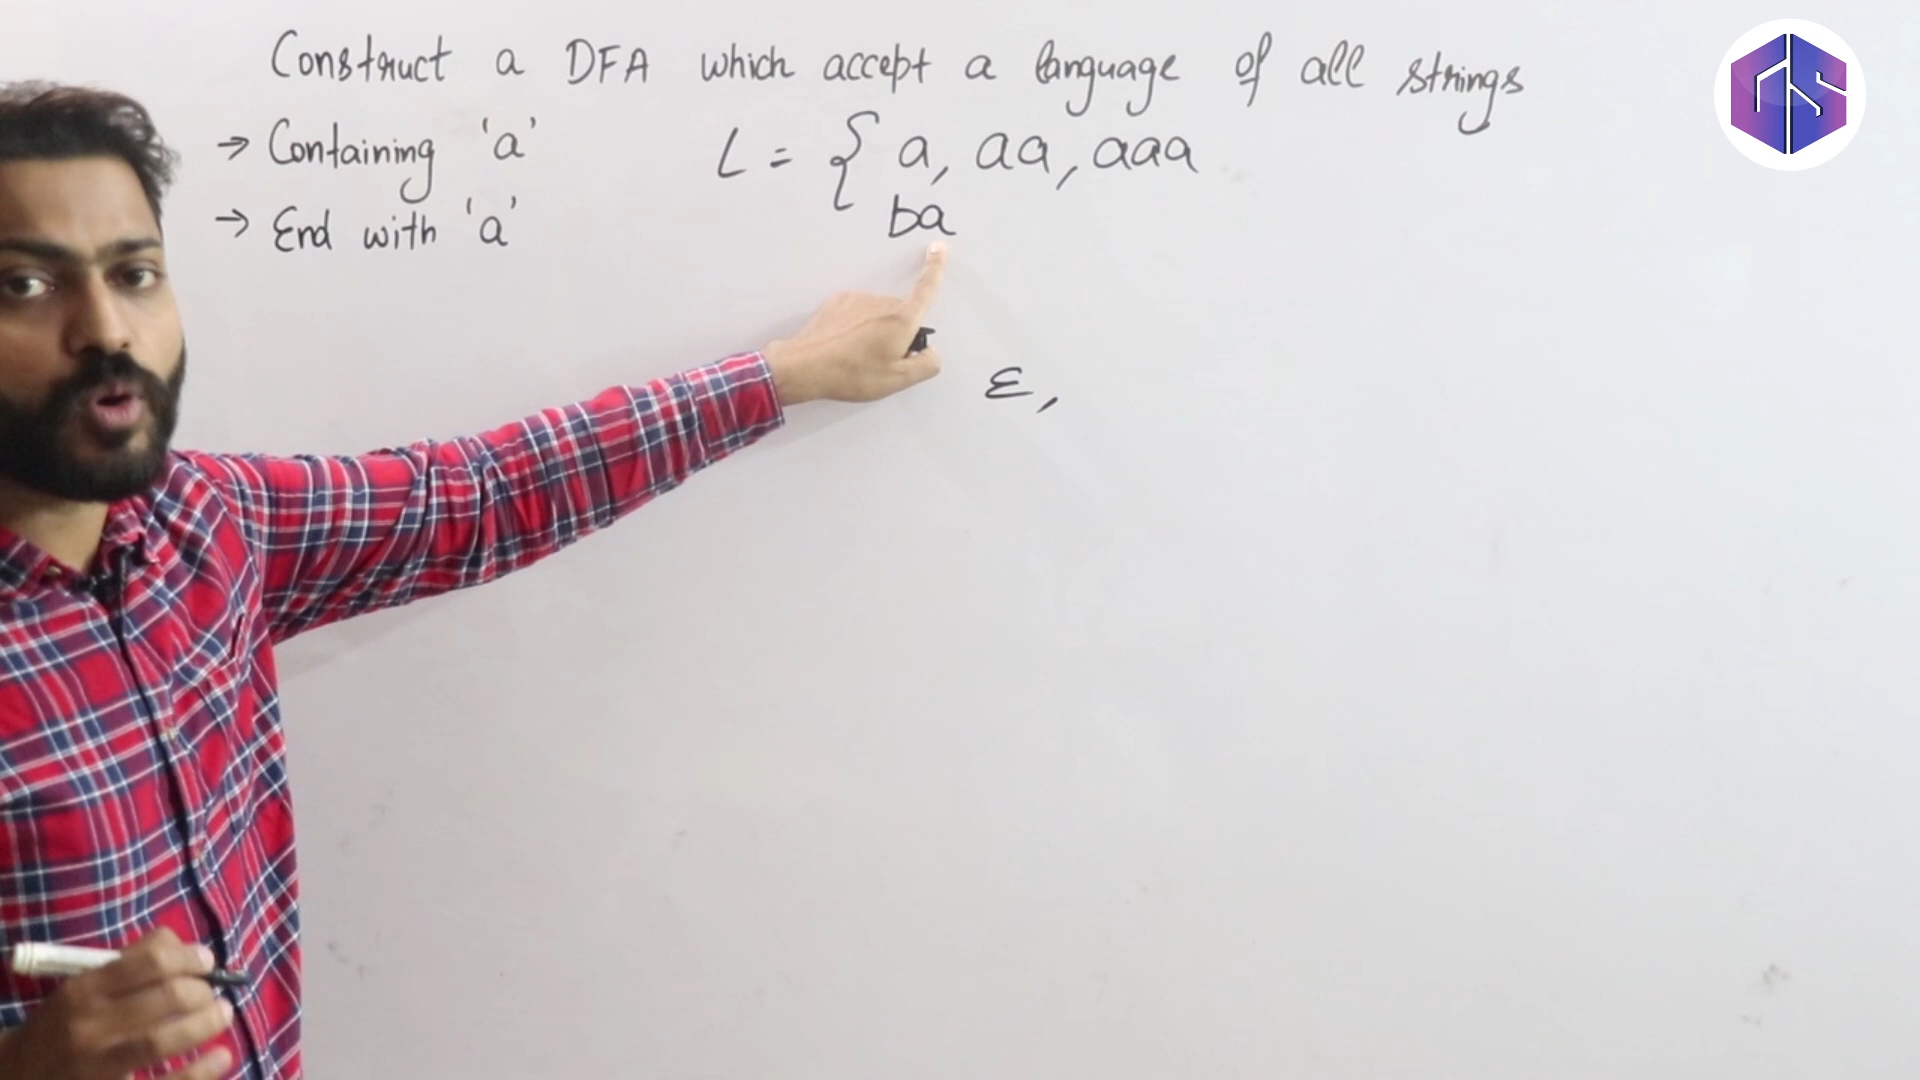 Construct a DFA which accept a language of all strings
→ Containing 'a'
L = { a, aa, aaa
ba
→ End with 'a'
ε,